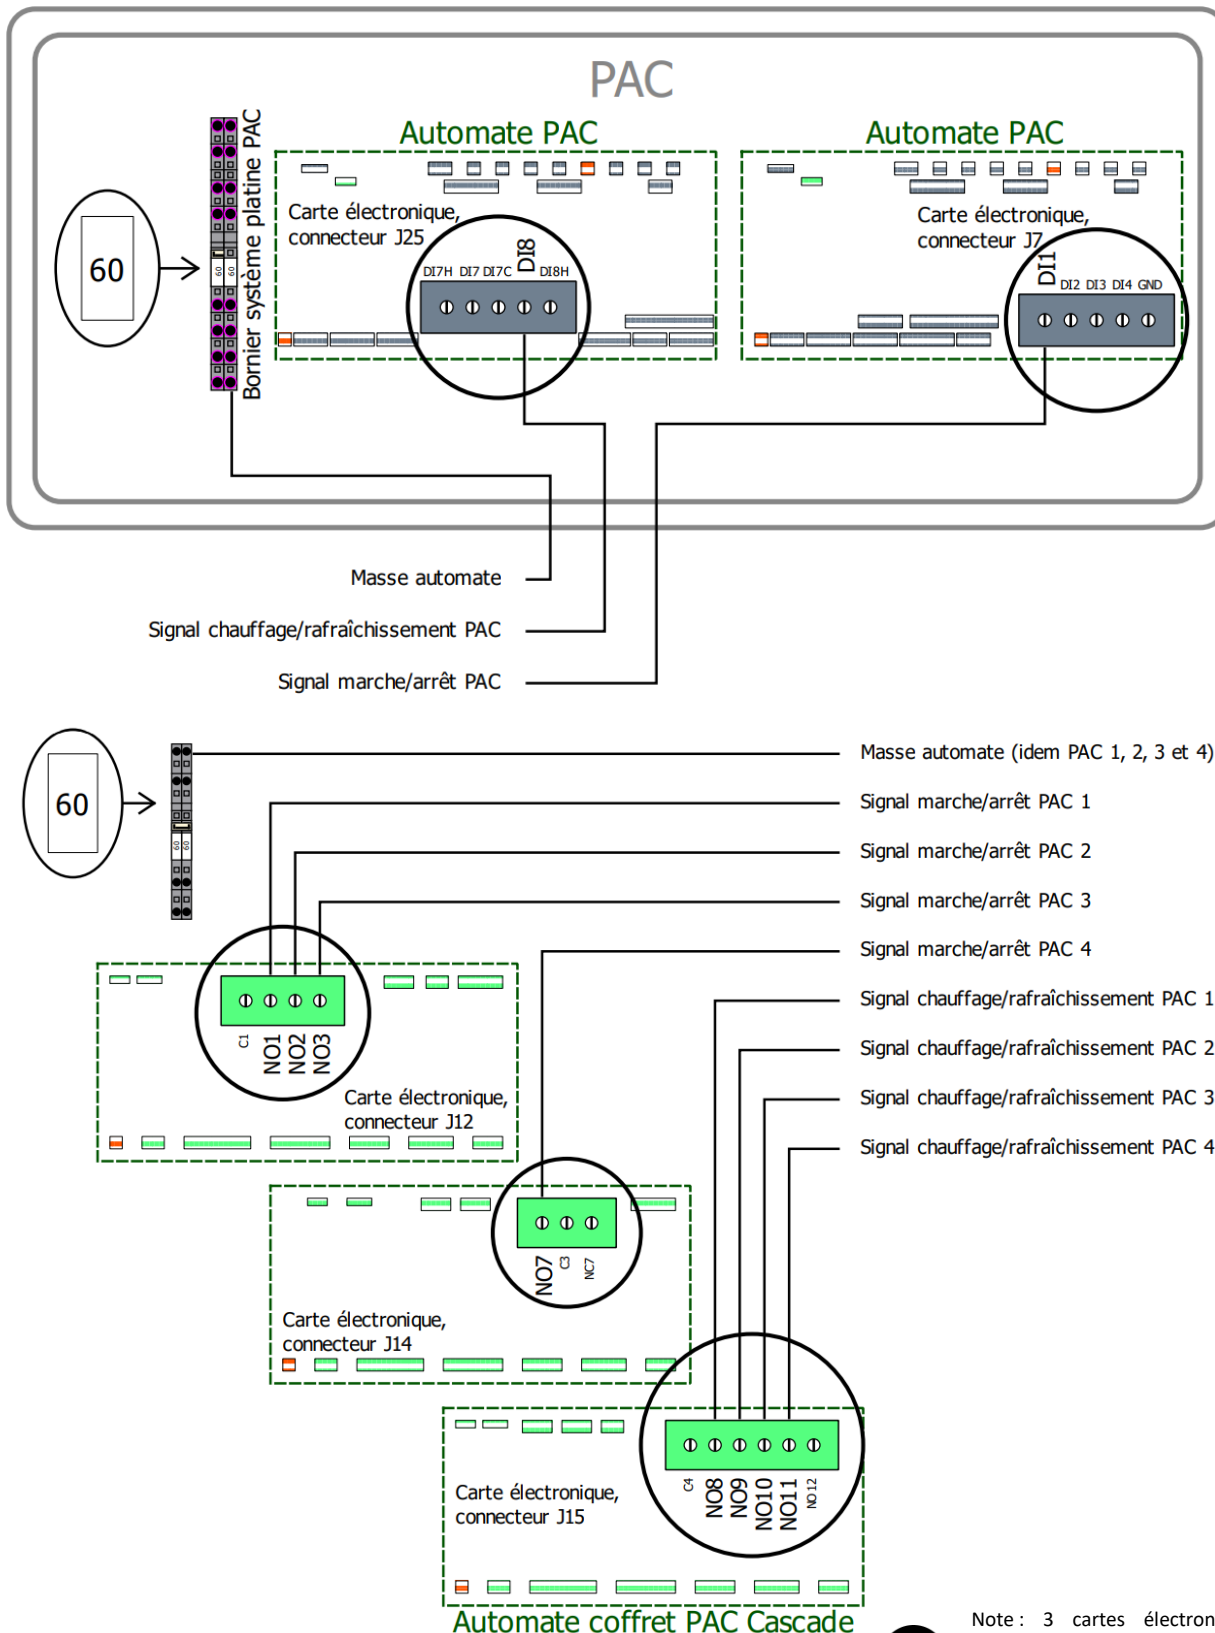 PAC
Automate PAC
Automate PAC
Bornier système platine PAC
60
60
60
Carte électronique,
connecteur J25
DI7H DI7 DI7C DI8 DI8H
Carte électronique,
connecteur J7
DI1 DI2 DI3 DI4 GND
Masse automate
Signal chauffage/rafraîchissement PAC
Signal marche/arrêt PAC
60
60
60
Masse automate (idem PAC 1, 2, 3 et 4)
Signal marche/arrêt PAC 1
Signal marche/arrêt PAC 2
Signal marche/arrêt PAC 3
Signal marche/arrêt PAC 4
Signal chauffage/rafraîchissement PAC 1
Signal chauffage/rafraîchissement PAC 2
Signal chauffage/rafraîchissement PAC 3
Signal chauffage/rafraîchissement PAC 4
C1 NO1 NO2 NO3
Carte électronique,
connecteur J12
NO7 C3 NC7
Carte électronique,
connecteur J14
C4 NO8 NO9 NO10 NO11 NO12
Carte électronique,
connecteur J15
Automate coffret PAC Cascade
Note : 3 cartes électron